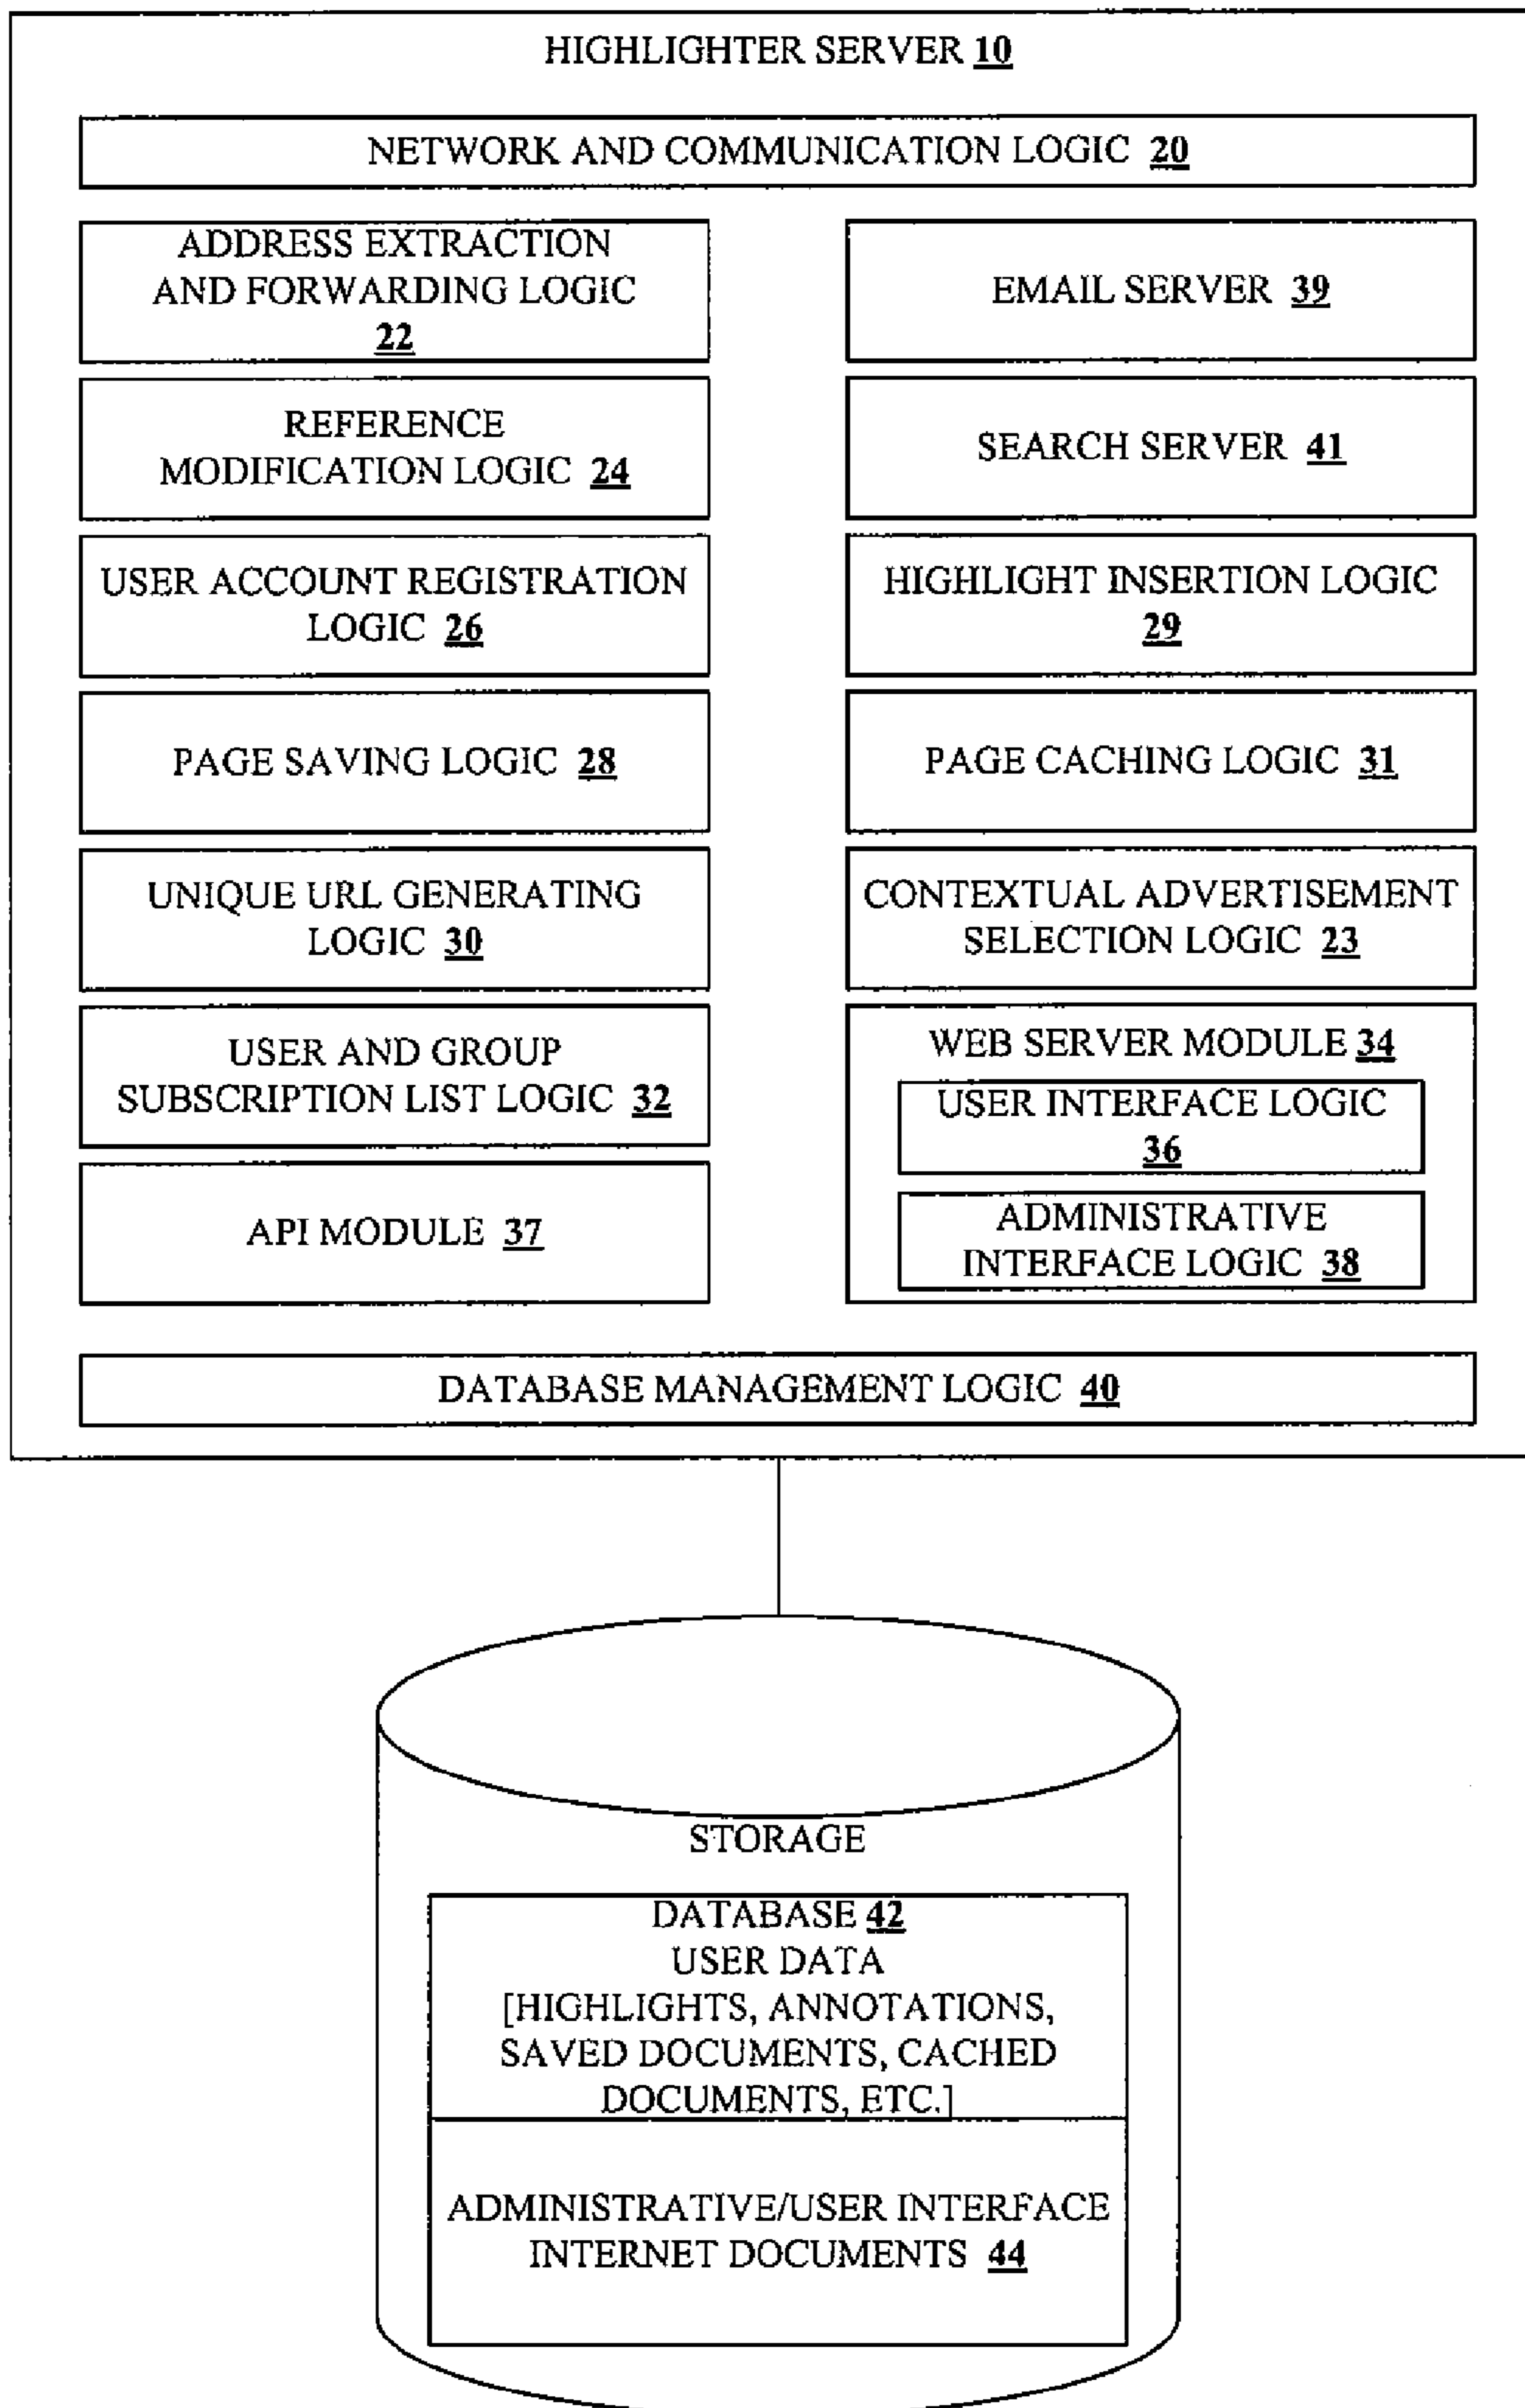 HIGHLIGHTER SERVER 10
NETWORK AND COMMUNICATION LOGIC 20
ADDRESS EXTRACTION
AND FORWARDING LOGIC
22
EMAIL SERVER 39
REFERENCE
MODIFICATION LOGIC 24
SEARCH SERVER 41
USER ACCOUNT REGISTRATION
LOGIC 26
HIGHLIGHT INSERTION LOGIC
29
PAGE SAVING LOGIC 28
PAGE CACHING LOGIC 31
UNIQUE URL GENERATING
LOGIC 30
CONTEXTUAL ADVERTISEMENT
SELECTION LOGIC 23
USER AND GROUP
SUBSCRIPTION LIST LOGIC 32
WEB SERVER MODULE 34
USER INTERFACE LOGIC
36
API MODULE 37
ADMINISTRATIVE
INTERFACE LOGIC 38
DATABASE MANAGEMENT LOGIC 40
STORAGE
DATABASE 42
USER DATA
[HIGHLIGHTS, ANNOTATIONS,
SAVED DOCUMENTS, CACHED
DOCUMENTS, ETC.]
ADMINISTRATIVE/USER INTERFACE
INTERNET DOCUMENTS 44